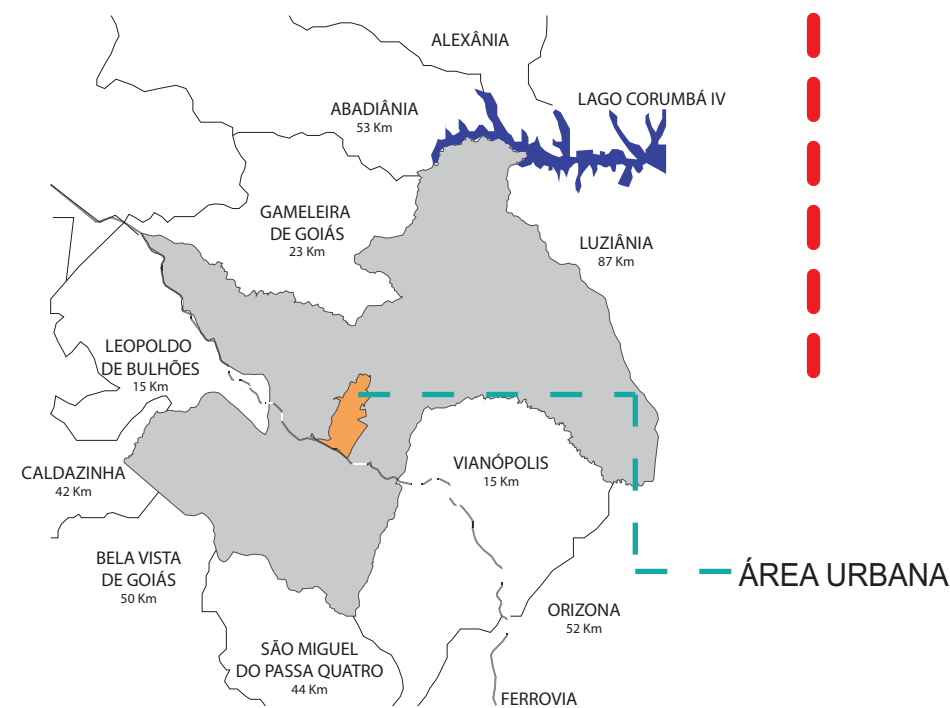 ALEXÂNIA
LAGO CORUMBÁ IV
ABADIÂNIA
53 Km
GAMELEIRA
DE GOIÁS
23 Km
LUZIÂNIA
87 Km
LEOPOLDO
DE BULHÕES
15 Km
CALDAZINHA
42 Km
VIANÓPOLIS
15 Km
BELA VISTA
DE GOIÁS
50 Km
ÁREA URBANA
ORIZONA
52 Km
SÃO MIGUEL
DO PASSA QUATRO
44 Km
FERROVIA